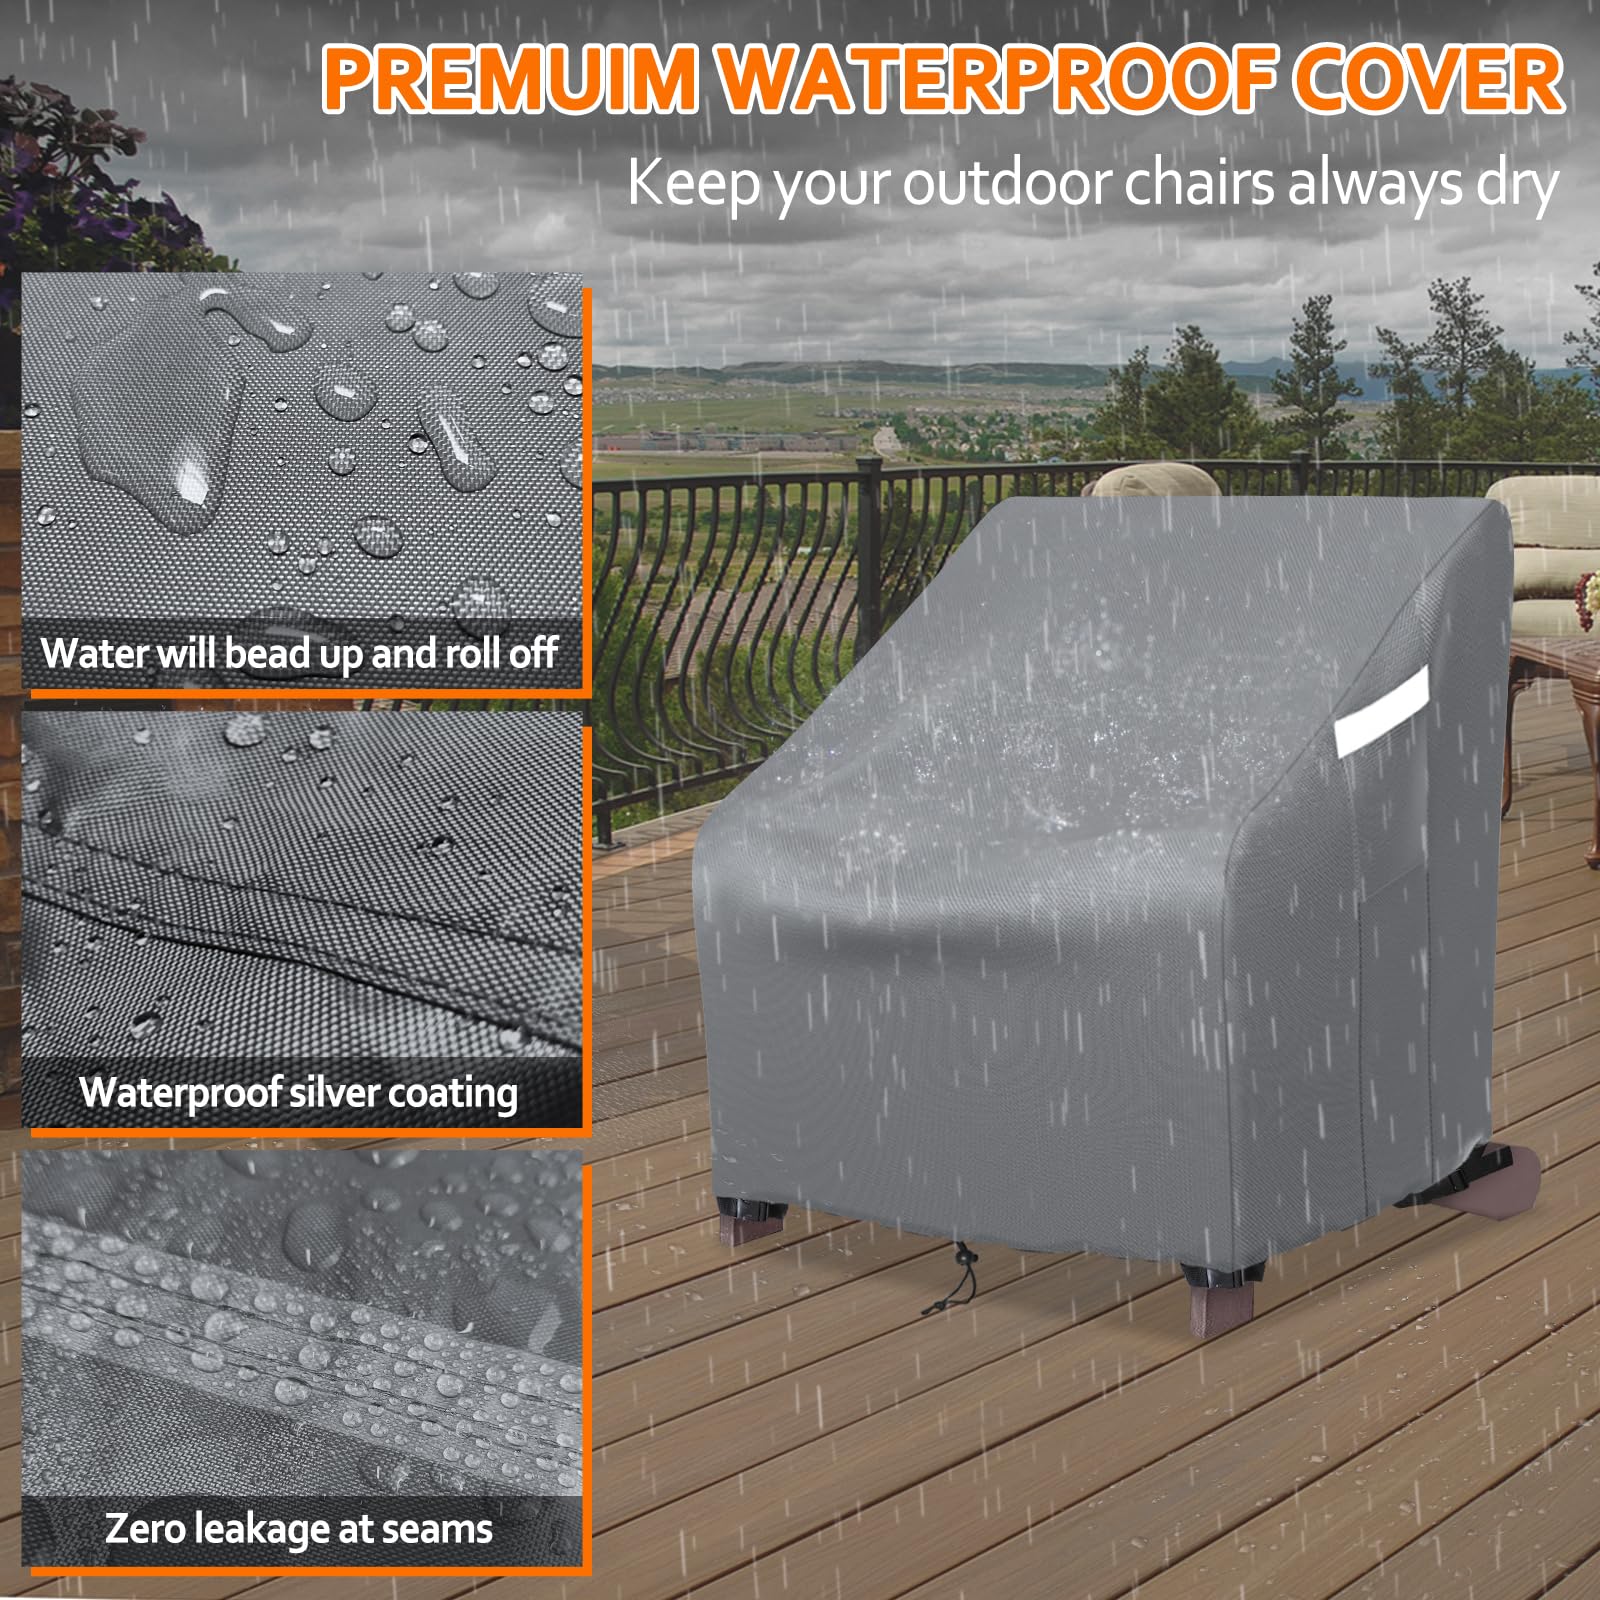 PREMUIM WATERPROOF COVER
Keep your outdoor chairs always dry
Water will bead up and roll off
Waterproof silver coating
Zero leakage at seams